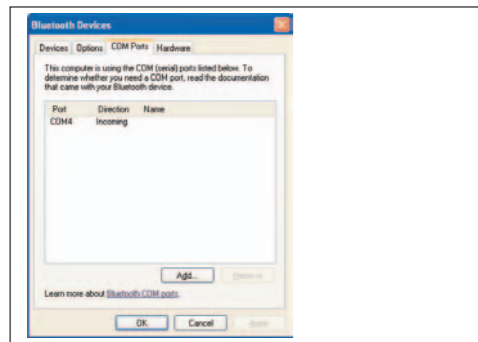 Bluetooth Devices
Devices Options COM Ports Hardware
This computer is using the COM (serial) ports listed below. To
determine whether you need a COM port, read the documentation
that came with your Bluetooth device.
Port Direction Name
COM4 Incoming
Add... Remove
Learn more about Bluetooth COM ports.
OK Cancel Apply